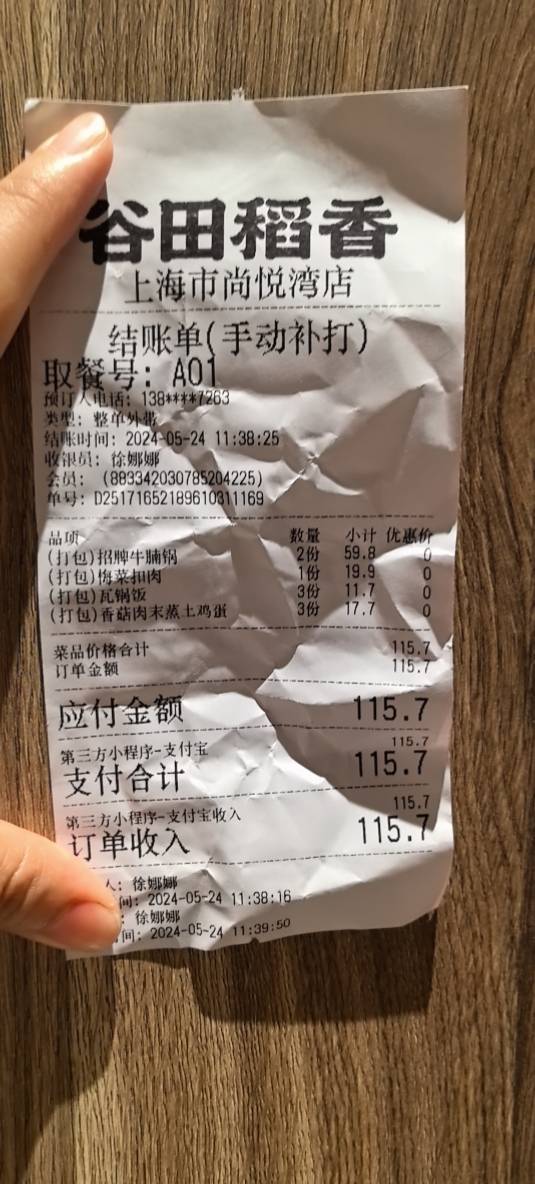 谷田稻香
上海市尚悦湾店
结账单(手动补打)
取餐号: A01
预订人电话: 138****7263
类型: 整单外带
结账时间: 2024-05-24 11:38:25
收银员: 徐娜娜
会员: (883342030785204225)
单号: D25171652189610311169
品项 数量 小计 优惠价
(打包)招牌牛腩锅 2份 59.8 0
(打包)梅菜扣肉 1份 19.9 0
(打包)瓦锅饭 3份 11.7 0
(打包)香菇肉末蒸土鸡蛋 3份 17.7 0
菜品价格合计 115.7
订单金额 115.7
应付金额 115.7
第三方小程序-支付宝 115.7
支付合计 115.7
第三方小程序-支付宝收入 115.7
订单收入 115.7
人: 徐娜娜
间: 2024-05-24 11:38:16
: 徐娜娜
间: 2024-05-24 11:39:50